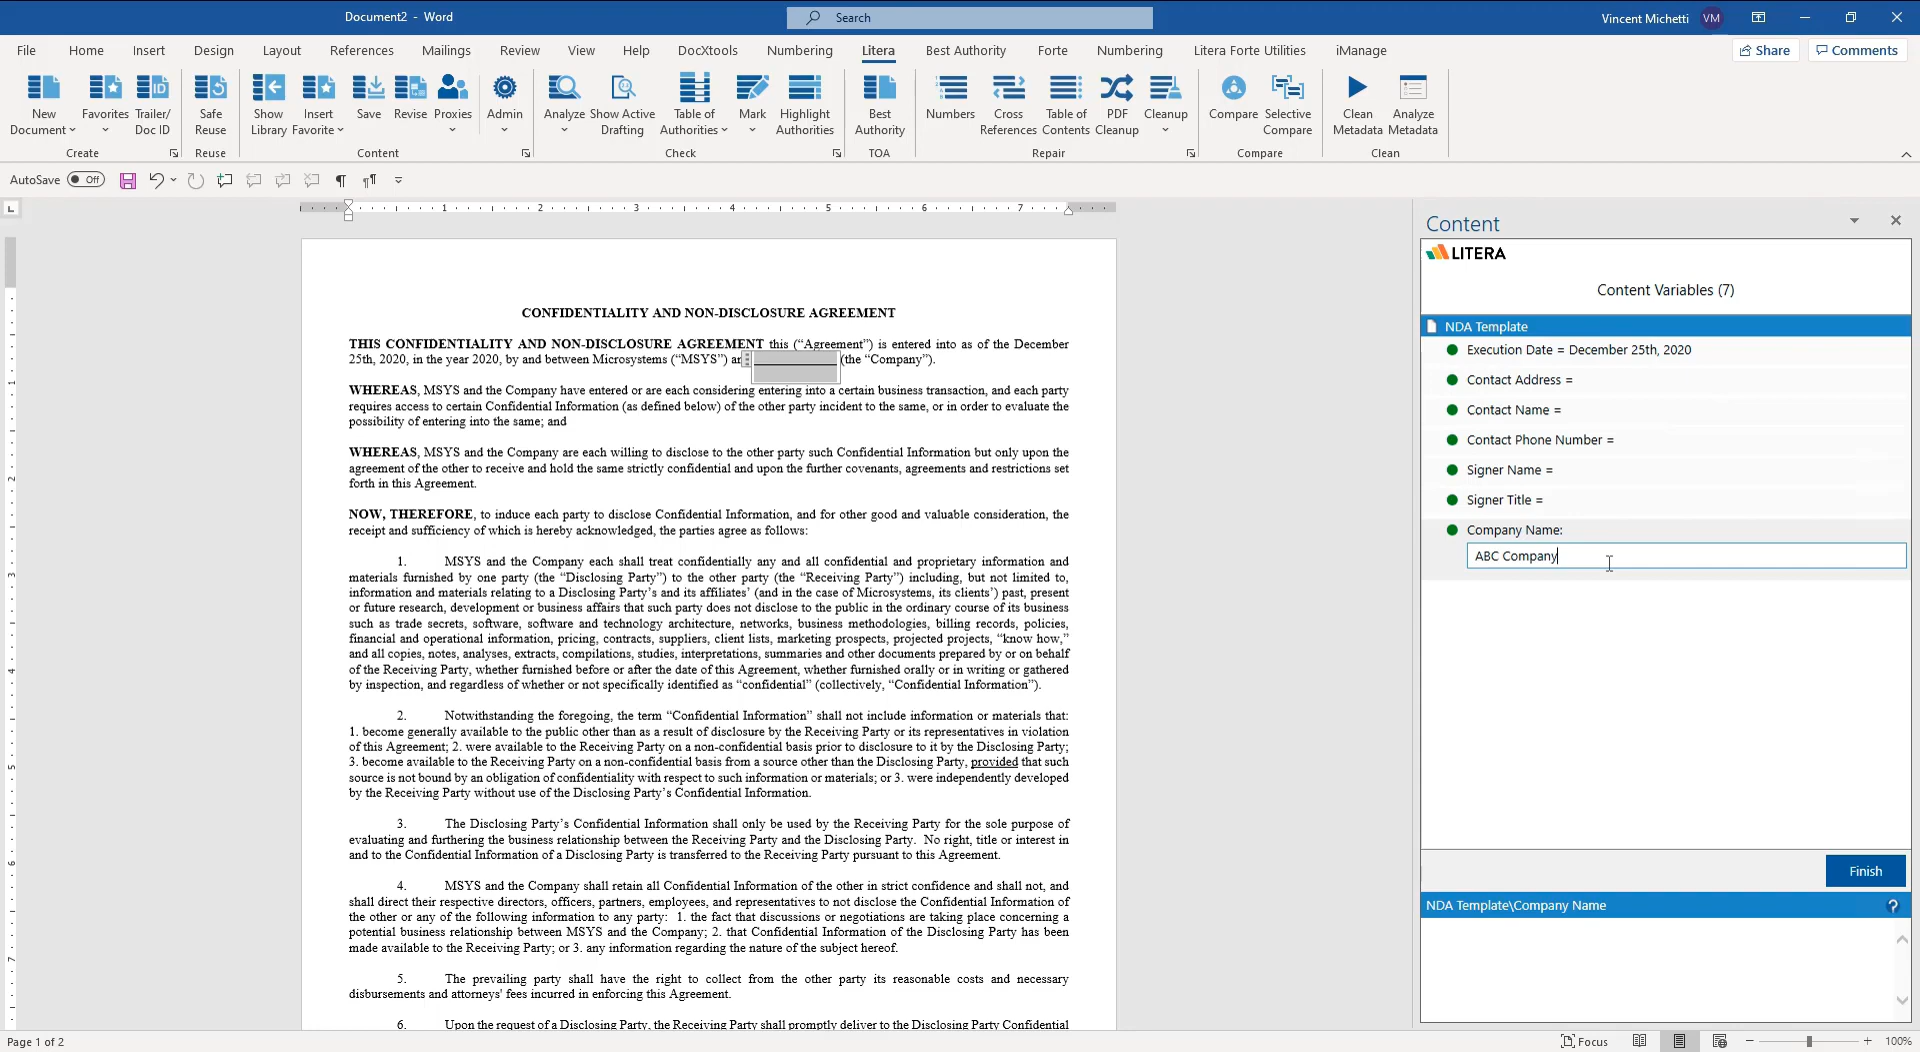 Document2 - Word
Search
Vincent Michetti VM
File Home Insert Design Layout References Mailings Review View Help DocXtools Numbering Litera Best Authority Forte Numbering Litera Forte Utilities iManage Share Comments
New Document Favorites Trailer/ Doc ID Safe Reuse Show Library Insert Favorite Save Revise Proxies Admin Analyze Show Active Drafting Table of Authorities Mark Highlight Authorities Best Authority Numbers Cross References Table of Contents PDF Cleanup Cleanup Compare Selective Compare Clean Metadata Analyze Metadata
Create Reuse Content Check TOA Repair Compare Clean
AutoSave Off
1 2 3 4 5 6 7
CONFIDENTIALITY AND NON-DISCLOSURE AGREEMENT
THIS CONFIDENTIALITY AND NON-DISCLOSURE AGREEMENT this (“Agreement”) is entered into as of the December
25th, 2020, in the year 2020, by and between Microsystems (“MSYS”) an (the “Company”).
WHEREAS, MSYS and the Company have entered or are each considering entering into a certain business transaction, and each party
requires access to certain Confidential Information (as defined below) of the other party incident to the same, or in order to evaluate the
possibility of entering into the same; and
WHEREAS, MSYS and the Company are each willing to disclose to the other party such Confidential Information but only upon the
agreement of the other to receive and hold the same strictly confidential and upon the further covenants, agreements and restrictions set
forth in this Agreement.
NOW, THEREFORE, to induce each party to disclose Confidential Information, and for other good and valuable consideration, the
receipt and sufficiency of which is hereby acknowledged, the parties agree as follows:
1. MSYS and the Company each shall treat confidentially any and all confidential and proprietary information and
materials furnished by one party (the “Disclosing Party”) to the other party (the “Receiving Party”) including, but not limited to,
information and materials relating to a Disclosing Party’s and its affiliates’ (and in the case of Microsystems, its clients’) past, present
or future research, development or business affairs that such party does not disclose to the public in the ordinary course of its business
such as trade secrets, software, software and technology architecture, networks, business methodologies, billing records, policies,
financial and operational information, pricing, contracts, suppliers, client lists, marketing prospects, projected projects, “know how,”
and all copies, notes, analyses, extracts, compilations, studies, interpretations, summaries and other documents prepared by or on behalf
of the Receiving Party, whether furnished before or after the date of this Agreement, whether furnished orally or in writing or gathered
by inspection, and regardless of whether or not specifically identified as “confidential” (collectively, “Confidential Information”).
2. Notwithstanding the foregoing, the term “Confidential Information” shall not include information or materials that:
1. become generally available to the public other than as a result of disclosure by the Receiving Party or its representatives in violation
of this Agreement; 2. were available to the Receiving Party on a non-confidential basis prior to disclosure to it by the Disclosing Party;
3. become available to the Receiving Party on a non-confidential basis from a source other than the Disclosing Party, provided that such
source is not bound by an obligation of confidentiality with respect to such information or materials; or 3. were independently developed
by the Receiving Party without use of the Disclosing Party’s Confidential Information.
3. The Disclosing Party’s Confidential Information shall only be used by the Receiving Party for the sole purpose of
evaluating and furthering the business relationship between the Receiving Party and the Disclosing Party. No right, title or interest in
and to the Confidential Information of a Disclosing Party is transferred to the Receiving Party pursuant to this Agreement.
4. MSYS and the Company shall retain all Confidential Information of the other in strict confidence and shall not, and
shall direct their respective directors, officers, partners, employees, and representatives to not disclose the Confidential Information of
the other or any of the following information to any party: 1. the fact that discussions or negotiations are taking place concerning a
potential business relationship between MSYS and the Company; 2. that Confidential Information of the Disclosing Party has been
made available to the Receiving Party; or 3. any information regarding the nature of the subject hereof.
5. The prevailing party shall have the right to collect from the other party its reasonable costs and necessary
disbursements and attorneys' fees incurred in enforcing this Agreement.
6. Upon the request of a Disclosing Party, the Receiving Party shall promptly deliver to the Disclosing Party Confidential
Content
LITERA
Content Variables (7)
NDA Template
Execution Date = December 25th, 2020
Contact Address =
Contact Name =
Contact Phone Number =
Signer Name =
Signer Title =
Company Name:
ABC Company
Finish
NDA Template\Company Name ?
Page 1 of 2
Focus
100%